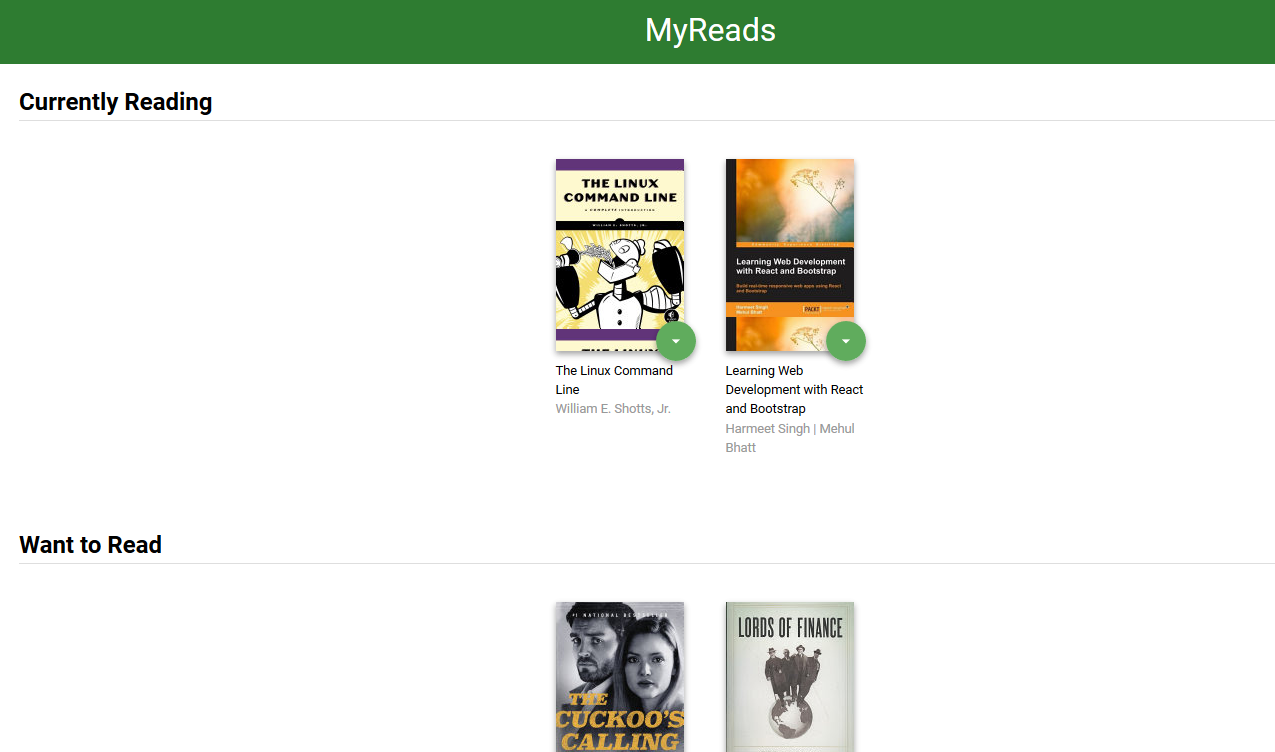 MyReads
Currently Reading
THE LINUX
COMMAND LINE
A COMPLETE INTRODUCTION
WILLIAM E. SHOTTS, JR.
THE LINUX
Learning Web Development
with React and Bootstrap
Build real-time responsive web apps using React
and Bootstrap
Harmeet Singh
Mehul Bhatt
PACKT
The Linux Command
Line
William E. Shotts, Jr.
Learning Web
Development with React
and Bootstrap
Harmeet Singh | Mehul
Bhatt
Want to Read
#1 NATIONAL BESTSELLER
THE
CUCKOO'S
CALLING
LORDS OF FINANCE